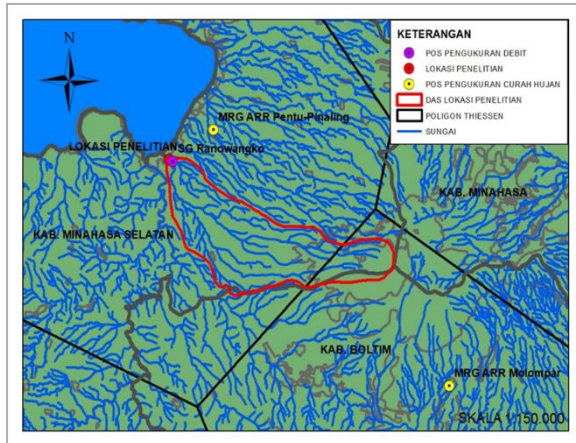 N
KETERANGAN
POS PENGUKURAN DEBIT
LOKASI PENELITIAN
POS PENGUKURAN CURAH HUJAN
DAS LOKASI PENELITIAN
POLIGON THIESSEN
SUNGAI
MRG ARR Pentu-Pinaling
LOKASI PENELITIAN SG Ranowangko
KAB. MINAHASA
KAB. MINAHASA SELATAN
KAB. BOLTIM
MRG ARR Molompar
SKALA 1:150.000